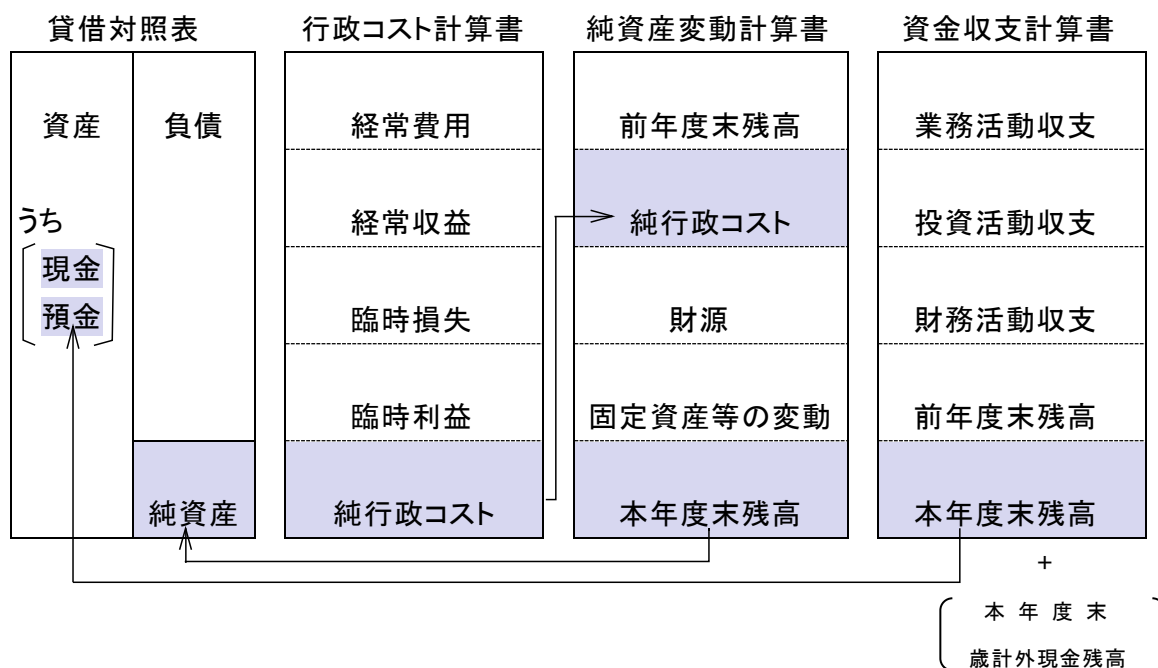 貸借対照表
資産
負債
うち
現金
預金
純資産
行政コスト計算書
経常費用
経常収益
臨時損失
臨時利益
純行政コスト
純資産変動計算書
前年度末残高
純行政コスト
財源
固定資産等の変動
本年度末残高
資金収支計算書
業務活動収支
投資活動収支
財務活動収支
前年度末残高
本年度末残高
+
本年度末
歳計外現金残高